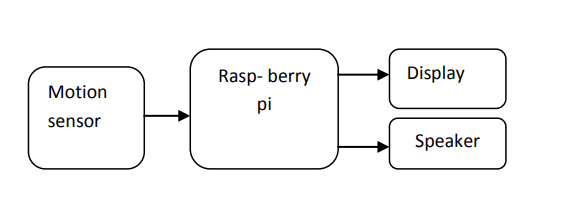 Motion
sensor
Rasp- berry
pi
Display
Speaker